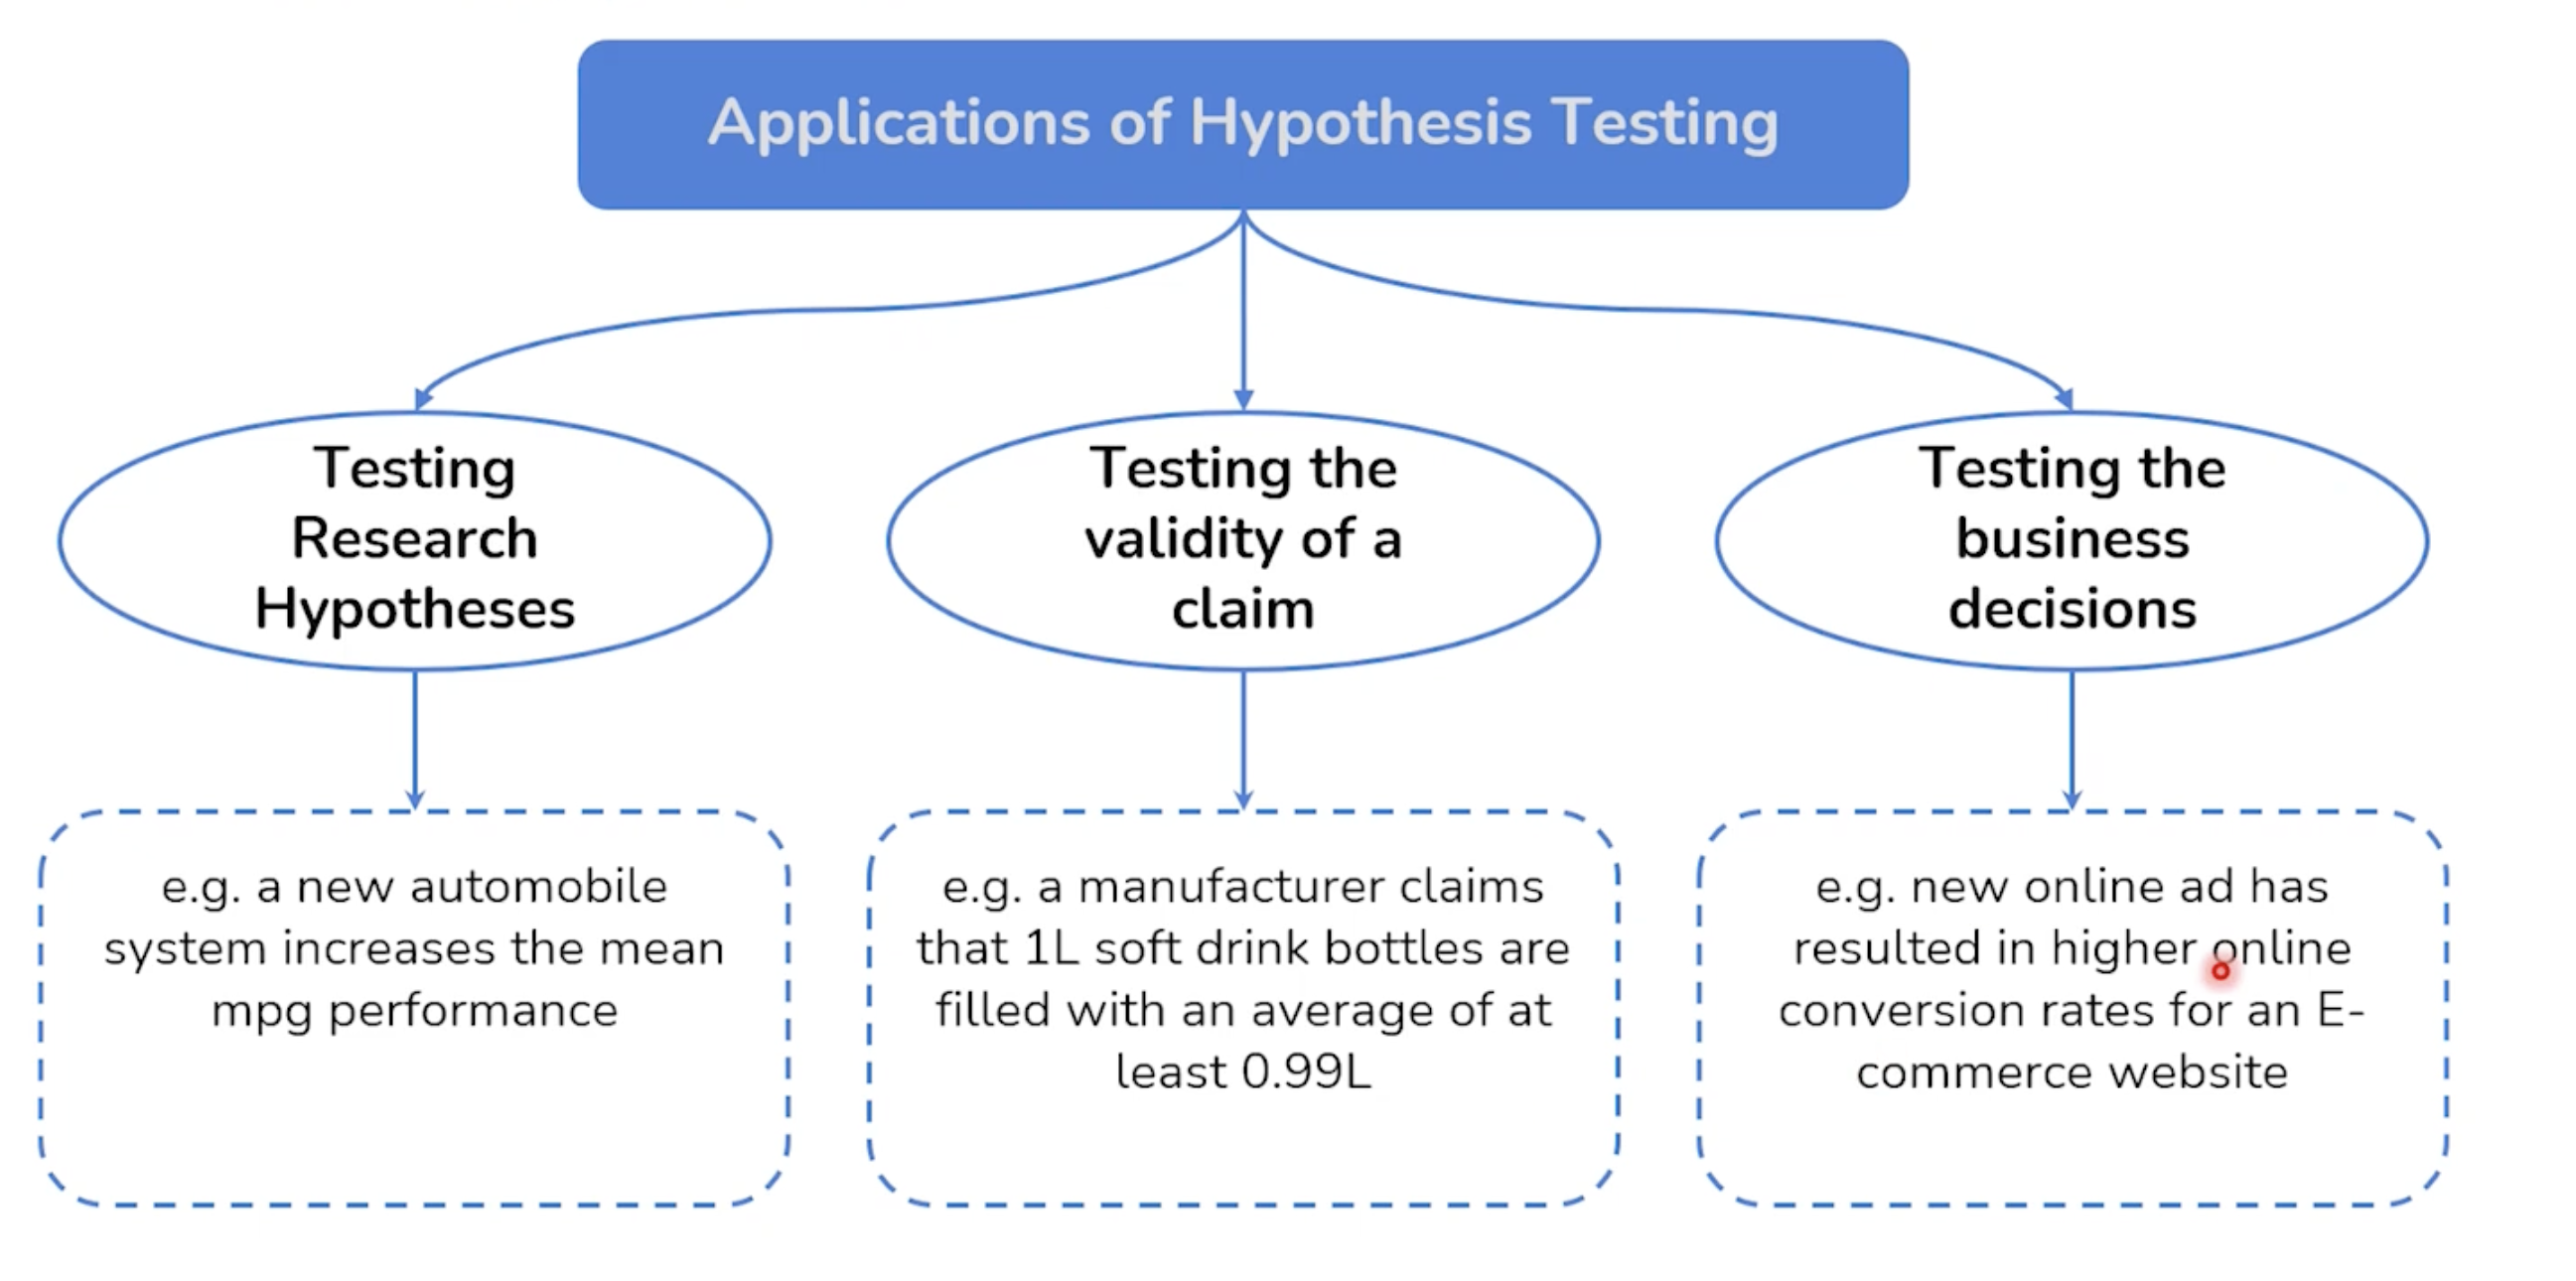 Applications of Hypothesis Testing
Testing
Research
Hypotheses
Testing the
validity of a
claim
Testing the
business
decisions
e.g. a new automobile
system increases the mean
mpg performance
e.g. a manufacturer claims
that 1L soft drink bottles are
filled with an average of at
least 0.99L
e.g. new online ad has
resulted in higher online
conversion rates for an E-
commerce website